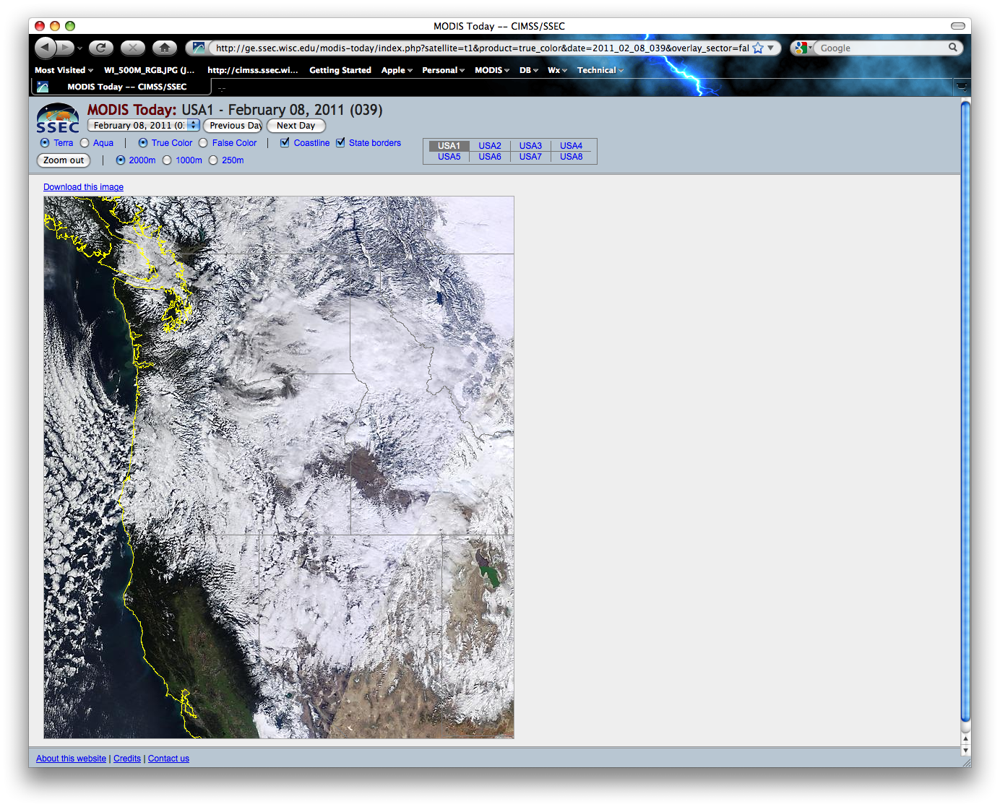 MODIS Today -- CIMSS/SSEC
http://ge.ssec.wisc.edu/modis-today/index.php?satellite=t1&product=true_color&date=2011_02_08_039&overlay_sector=fal
Google
Most Visited WI_500M_RGB.JPG (J... http://cimss.ssec.wi... Getting Started Apple Personal MODIS DB Wx Technical
MODIS Today -- CIMSS/SSEC
SSEC
MODIS Today: USA1 - February 08, 2011 (039)
February 08, 2011 (0: Previous Day Next Day
Terra Aqua | True Color False Color | Coastline State borders
USA1 USA2 USA3 USA4
USA5 USA6 USA7 USA8
Zoom out | 2000m 1000m 250m
Download this image
About this website | Credits | Contact us